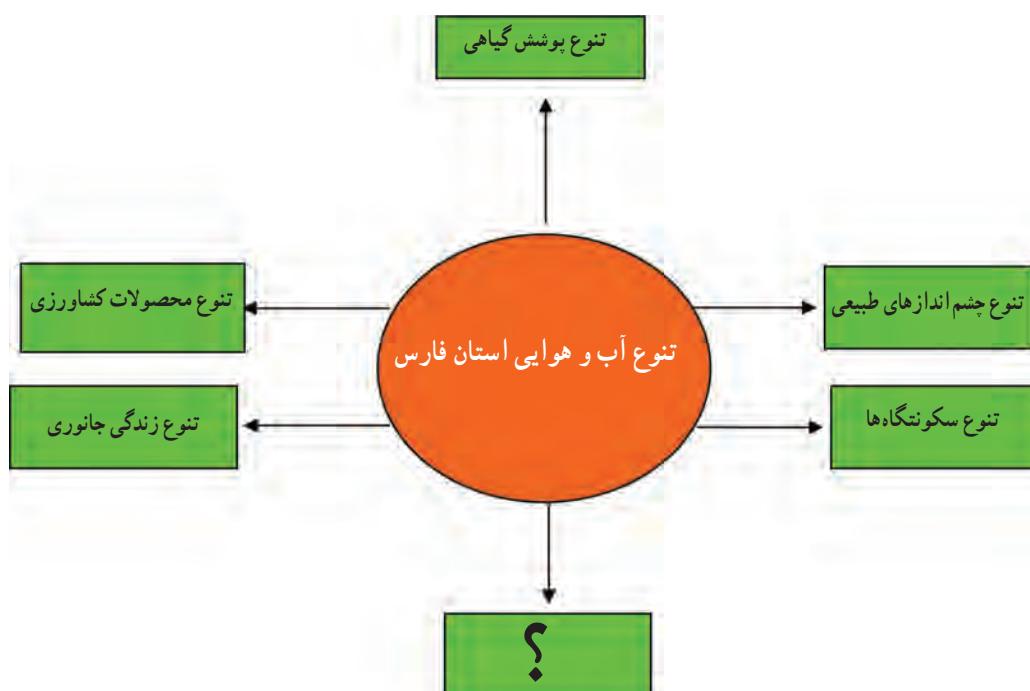 تنوع پوشش گیاهی
تنوع چشم اندازهای طبیعی
تنوع محصولات کشاورزی
تنوع آب و هوایی استان فارس
تنوع سکونتگاه‌ها
تنوع زندگی جانوری
؟